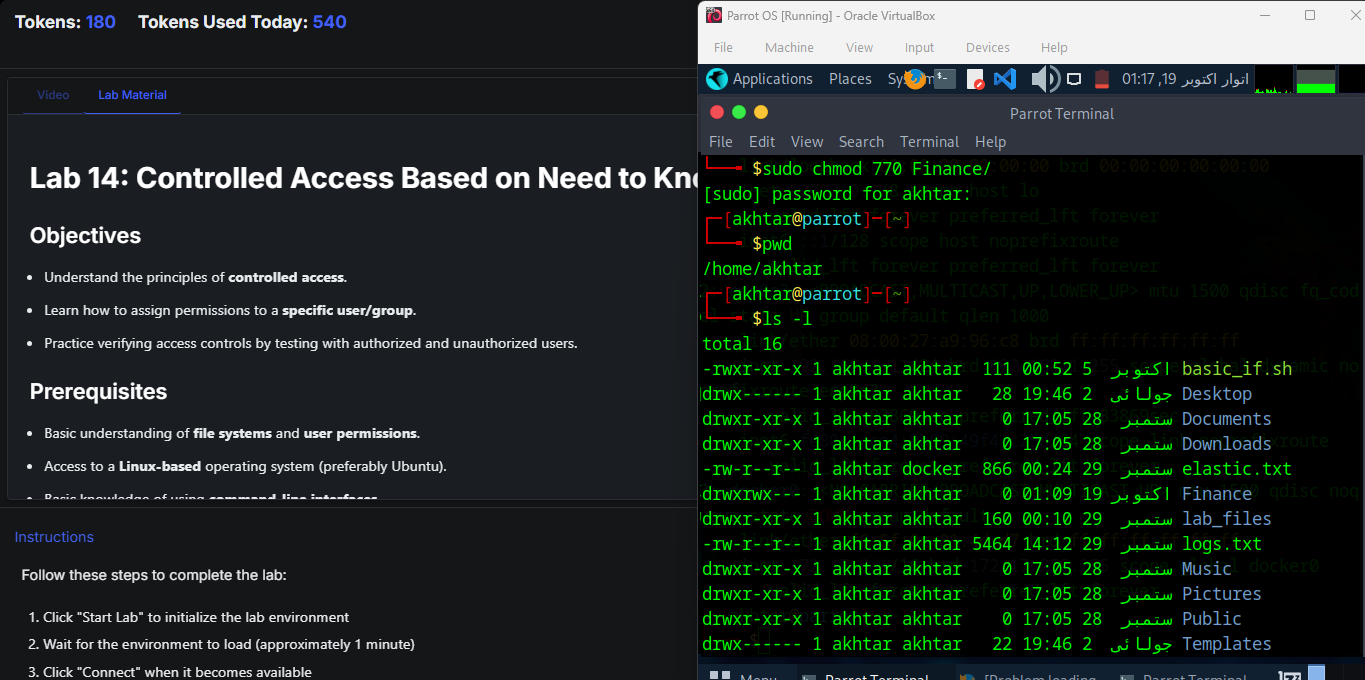 Tokens: 180 Tokens Used Today: 540
Video Lab Material
Lab 14: Controlled Access Based on Need to Kn
Objectives
Understand the principles of controlled access.
Learn how to assign permissions to a specific user/group.
Practice verifying access controls by testing with authorized and unauthorized users.
Prerequisites
Basic understanding of file systems and user permissions.
Access to a Linux-based operating system (preferably Ubuntu).
Basic knowledge of using command-line interfaces
Instructions
Follow these steps to complete the lab:
1. Click "Start Lab" to initialize the lab environment
2. Wait for the environment to load (approximately 1 minute)
3. Click "Connect" when it becomes available
Parrot OS [Running] - Oracle VirtualBox
File Machine View Input Devices Help
Applications Places System اتوار اکتوبر 19, 01:17
Parrot Terminal
File Edit View Search Terminal Help
$sudo chmod 770 Finance/
[sudo] password for akhtar:
[akhtar@parrot]-[~]
$pwd
/home/akhtar
[akhtar@parrot]-[~]
$ls -l
total 16
-rwxr-xr-x 1 akhtar akhtar 111 00:52 5 اکتوبر basic_if.sh
drwx------ 1 akhtar akhtar 28 19:46 2 جولائی Desktop
drwxr-xr-x 1 akhtar akhtar 0 17:05 28 ستمبر Documents
drwxr-xr-x 1 akhtar akhtar 0 17:05 28 ستمبر Downloads
-rw-r--r-- 1 akhtar docker 866 00:24 29 ستمبر elastic.txt
drwxrwx--- 1 akhtar akhtar 0 01:09 19 اکتوبر Finance
drwxr-xr-x 1 akhtar akhtar 160 00:10 29 ستمبر lab_files
-rw-r--r-- 1 akhtar akhtar 5464 14:12 29 ستمبر logs.txt
drwxr-xr-x 1 akhtar akhtar 0 17:05 28 ستمبر Music
drwxr-xr-x 1 akhtar akhtar 0 17:05 28 ستمبر Pictures
drwxr-xr-x 1 akhtar akhtar 0 17:05 28 ستمبر Public
drwx------ 1 akhtar akhtar 22 19:46 2 جولائی Templates
Menu Parrot Terminal [Problem loading Parrot Terminal